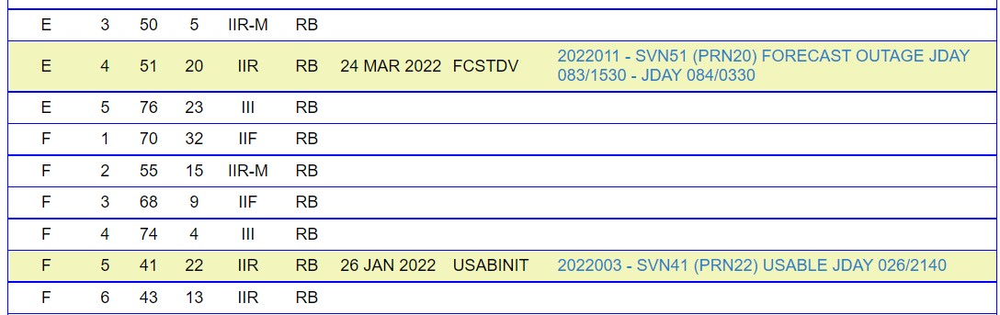 E 3 50 5 IIR-M RB
E 4 51 20 IIR RB 24 MAR 2022 FCSTDV 2022011 - SVN51 (PRN20) FORECAST OUTAGE JDAY
083/1530 - JDAY 084/0330
E 5 76 23 III RB
F 1 70 32 IIF RB
F 2 55 15 IIR-M RB
F 3 68 9 IIF RB
F 4 74 4 III RB
F 5 41 22 IIR RB 26 JAN 2022 USABINIT 2022003 - SVN41 (PRN22) USABLE JDAY 026/2140
F 6 43 13 IIR RB